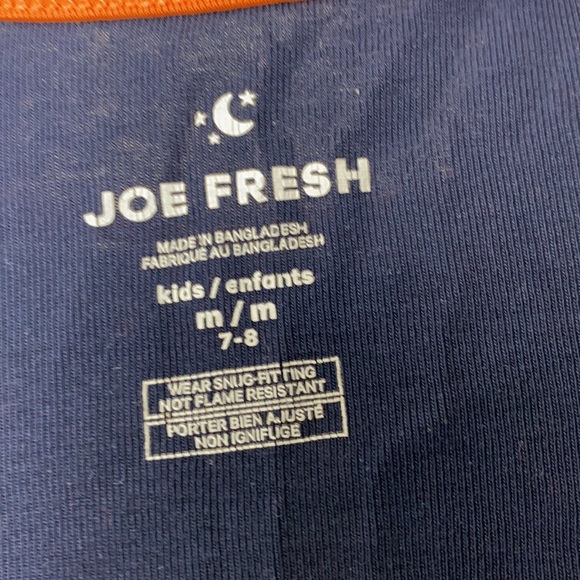 JOE FRESH
MADE IN BANGLADESH
FABRIQUÉ AU BANGLADESH
kids / enfants
m / m
7-8
WEAR SNUG-FITTING
NOT FLAME RESISTANT
PORTER BIEN AJUSTÉ
NON IGNIFUGE